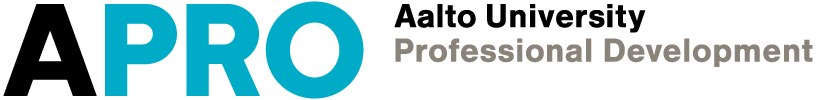 APRO
Aalto University
Professional Development